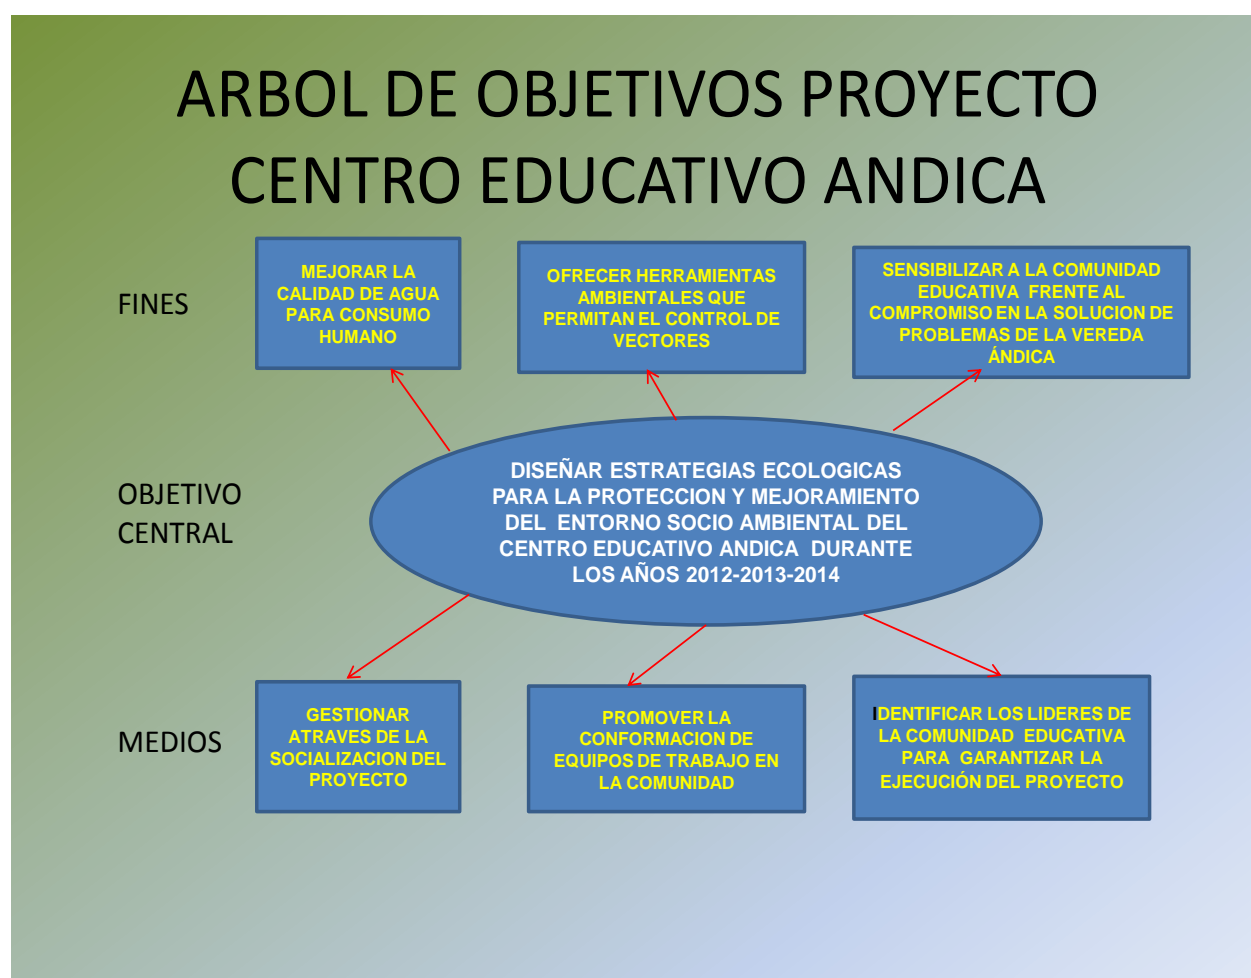 ARBOL DE OBJETIVOS PROYECTO
CENTRO EDUCATIVO ANDICA
FINES
MEJORAR LA
CALIDAD DE AGUA
PARA CONSUMO
HUMANO
OFRECER HERRAMIENTAS
AMBIENTALES QUE
PERMITAN EL CONTROL DE
VECTORES
SENSIBILIZAR A LA COMUNIDAD
EDUCATIVA FRENTE AL
COMPROMISO EN LA SOLUCION DE
PROBLEMAS DE LA VEREDA
ÁNDICA
OBJETIVO
CENTRAL
DISEÑAR ESTRATEGIAS ECOLOGICAS
PARA LA PROTECCION Y MEJORAMIENTO
DEL ENTORNO SOCIO AMBIENTAL DEL
CENTRO EDUCATIVO ANDICA DURANTE
LOS AÑOS 2012-2013-2014
MEDIOS
GESTIONAR
ATRAVES DE LA
SOCIALIZACION DEL
PROYECTO
PROMOVER LA
CONFORMACION DE
EQUIPOS DE TRABAJO EN
LA COMUNIDAD
IDENTIFICAR LOS LIDERES DE
LA COMUNIDAD EDUCATIVA
PARA GARANTIZAR LA
EJECUCIÓN DEL PROYECTO